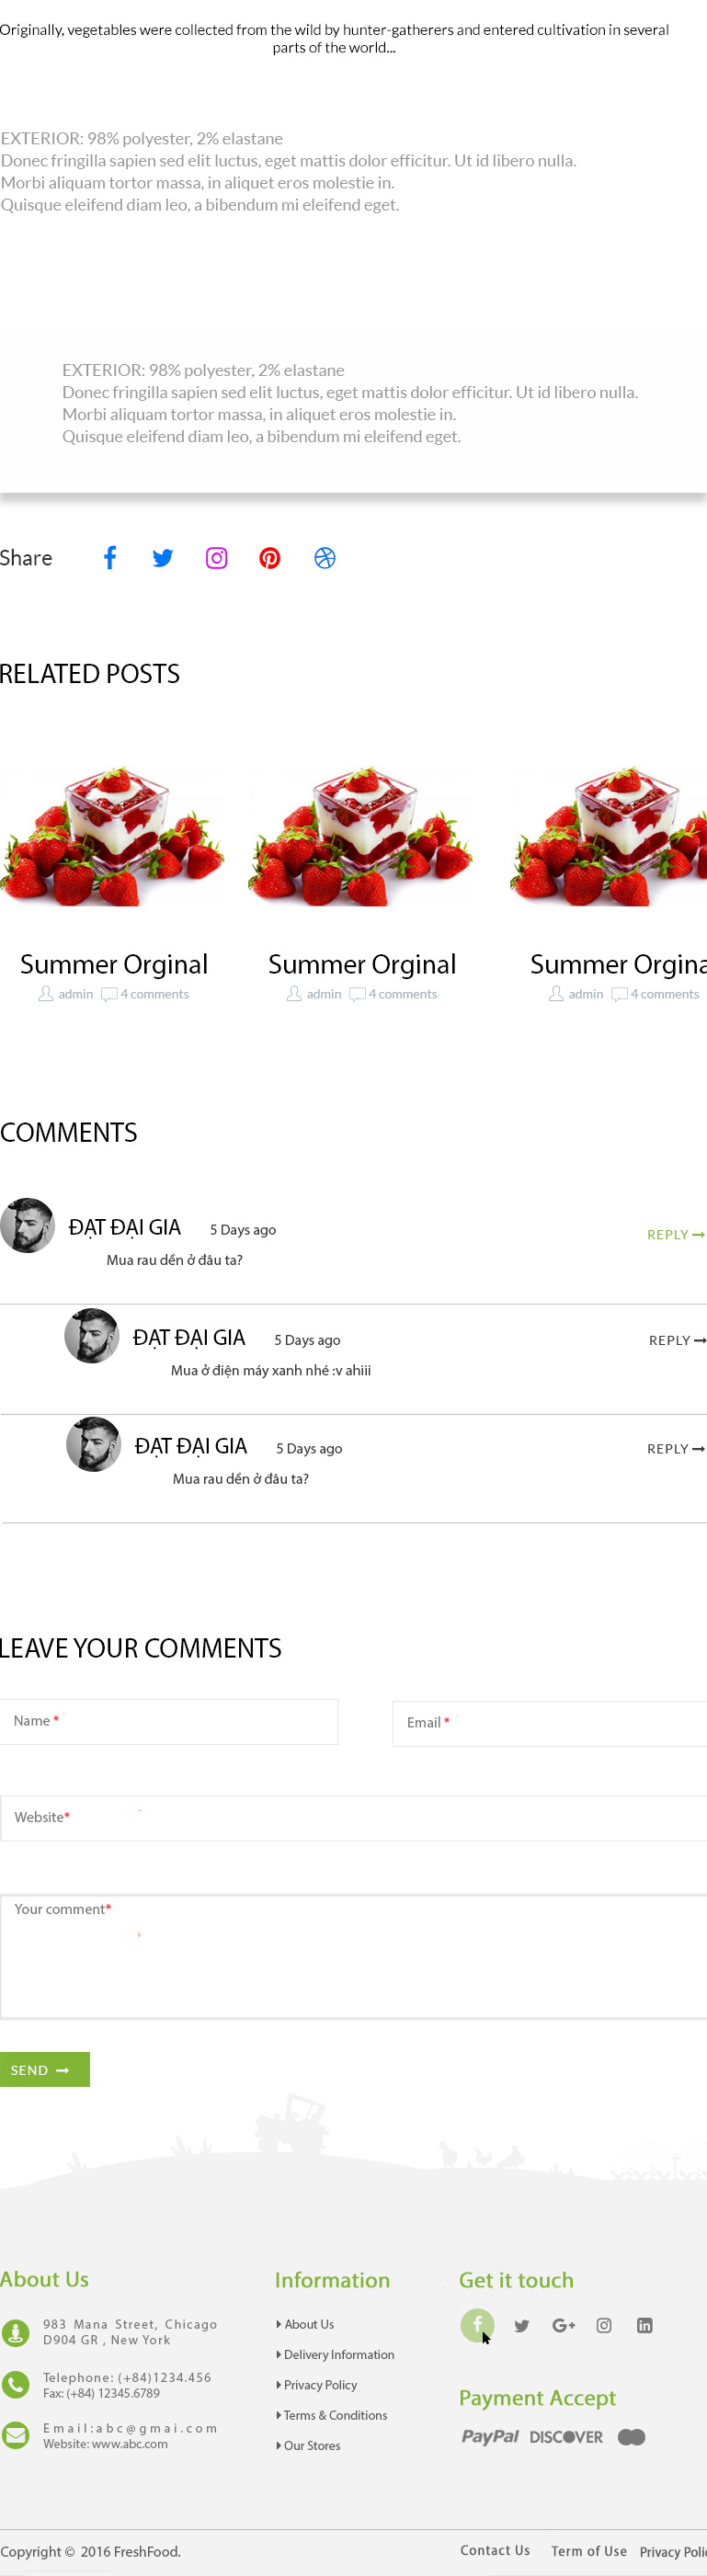 Originally, vegetables were collected from the wild by hunter-gatherers and entered cultivation in several
parts of the world...
EXTERIOR: 98% polyester, 2% elastane
Donec fringilla sapien sed elit luctus, eget mattis dolor efficitur. Ut id libero nulla.
Morbi aliquam tortor massa, in aliquet eros molestie in.
Quisque eleifend diam leo, a bibendum mi eleifend eget.
EXTERIOR: 98% polyester, 2% elastane
Donec fringilla sapien sed elit luctus, eget mattis dolor efficitur. Ut id libero nulla.
Morbi aliquam tortor massa, in aliquet eros molestie in.
Quisque eleifend diam leo, a bibendum mi eleifend eget.
Share
RELATED POSTS
Summer Orginal
admin 4 comments
Summer Orginal
admin 4 comments
Summer Orgina
admin 4 comments
COMMENTS
ĐẠT ĐẠI GIA 5 Days ago REPLY
Mua rau dền ở đâu ta?
ĐẠT ĐẠI GIA 5 Days ago REPLY
Mua ở điện máy xanh nhé :v ahiii
ĐẠT ĐẠI GIA 5 Days ago REPLY
Mua rau dền ở đâu ta?
LEAVE YOUR COMMENTS
Name * Email *
Website*
Your comment*
SEND
About Us
983 Mana Street, Chicago
D904 GR , New York
Telephone: (+84)1234.456
Fax: (+84) 12345.6789
Email:abc@gmai.com
Website: www.abc.com
Information
About Us
Delivery Information
Privacy Policy
Terms & Conditions
Our Stores
Get it touch
Payment Accept
PayPal DISCOVER
Copyright © 2016 FreshFood.
Contact Us Term of Use Privacy Polic